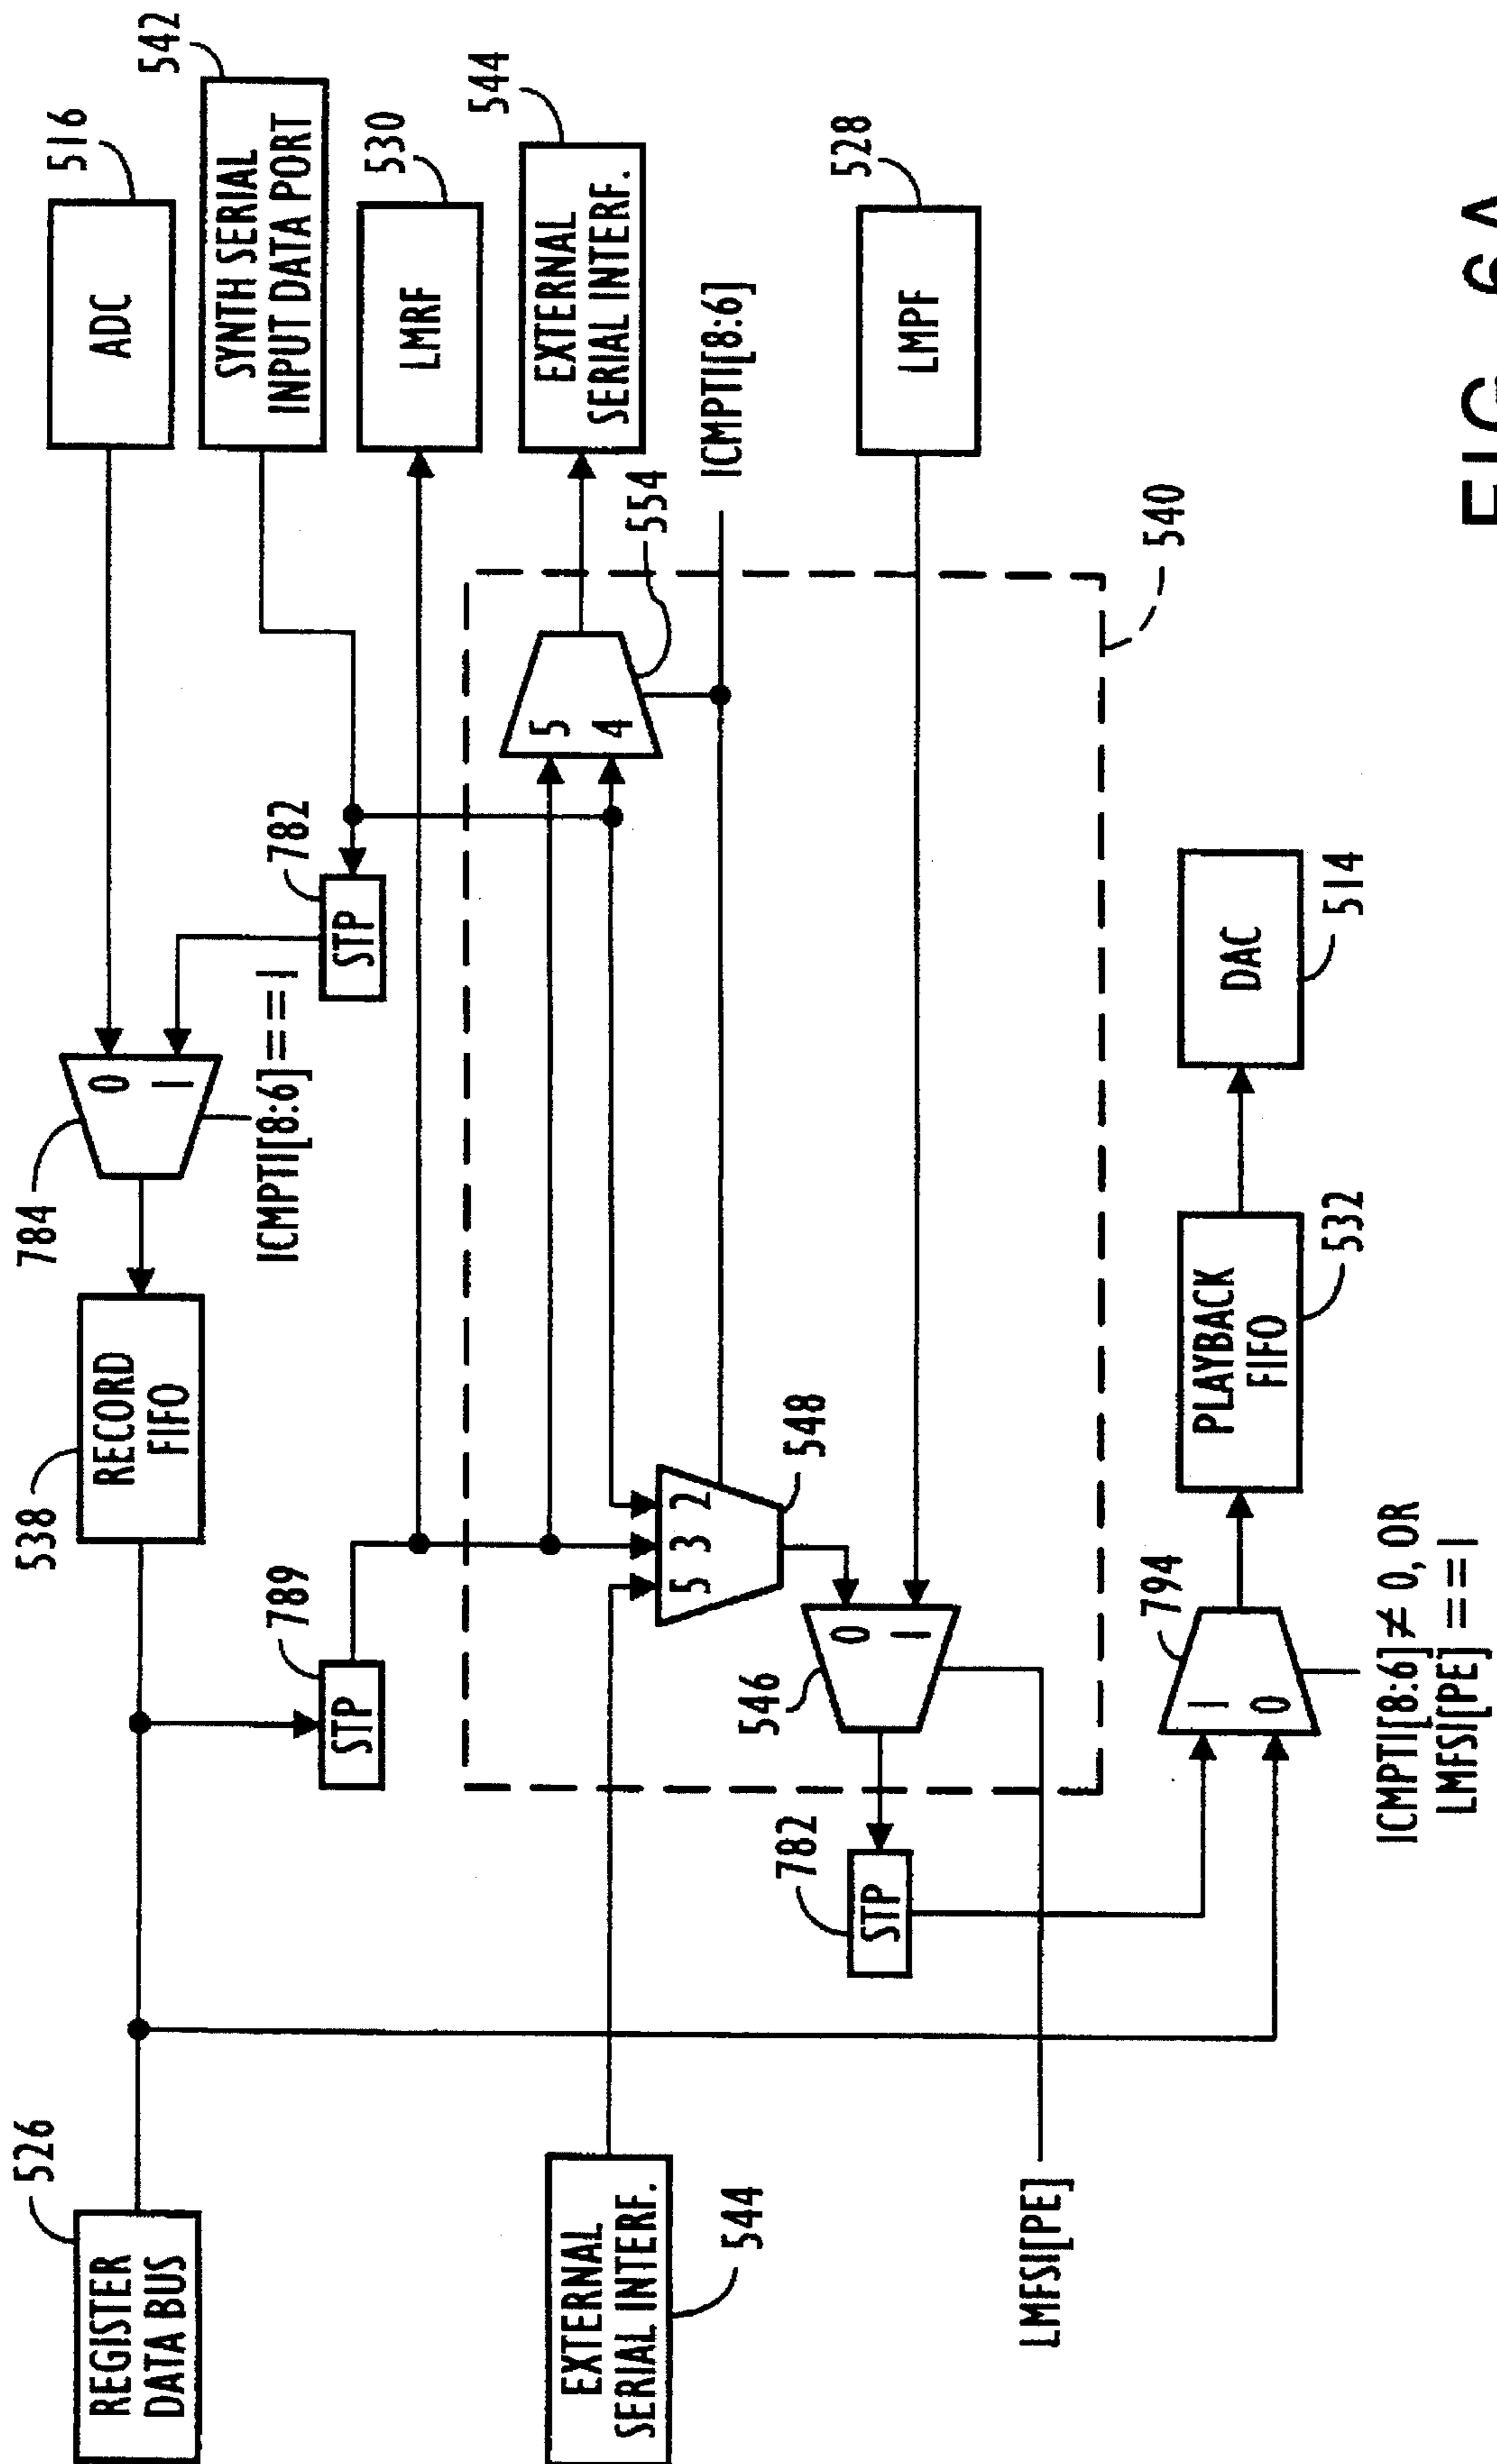 526
REGISTER
DATA BUS
538
RECORD
FIFO
784
0
1
ICMPTI[8:6]===1
ADC
516
SYNTH SERIAL
INPUT DATA PORT
542
789
STP
782
STP
LMRF
530
EXTERNAL
SERIAL INTERF.
544
5
4
554
EXTERNAL
SERIAL INTERF.
544
5 3 2
548
ICMPTI[8:6]
546
0
1
LMPF
528
782
STP
LMFSI[PE]
540
794
1
0
PLAYBACK
FIFO
532
DAC
514
ICMPTI[8:6]≠0, OR
LMFSI[PE]===1